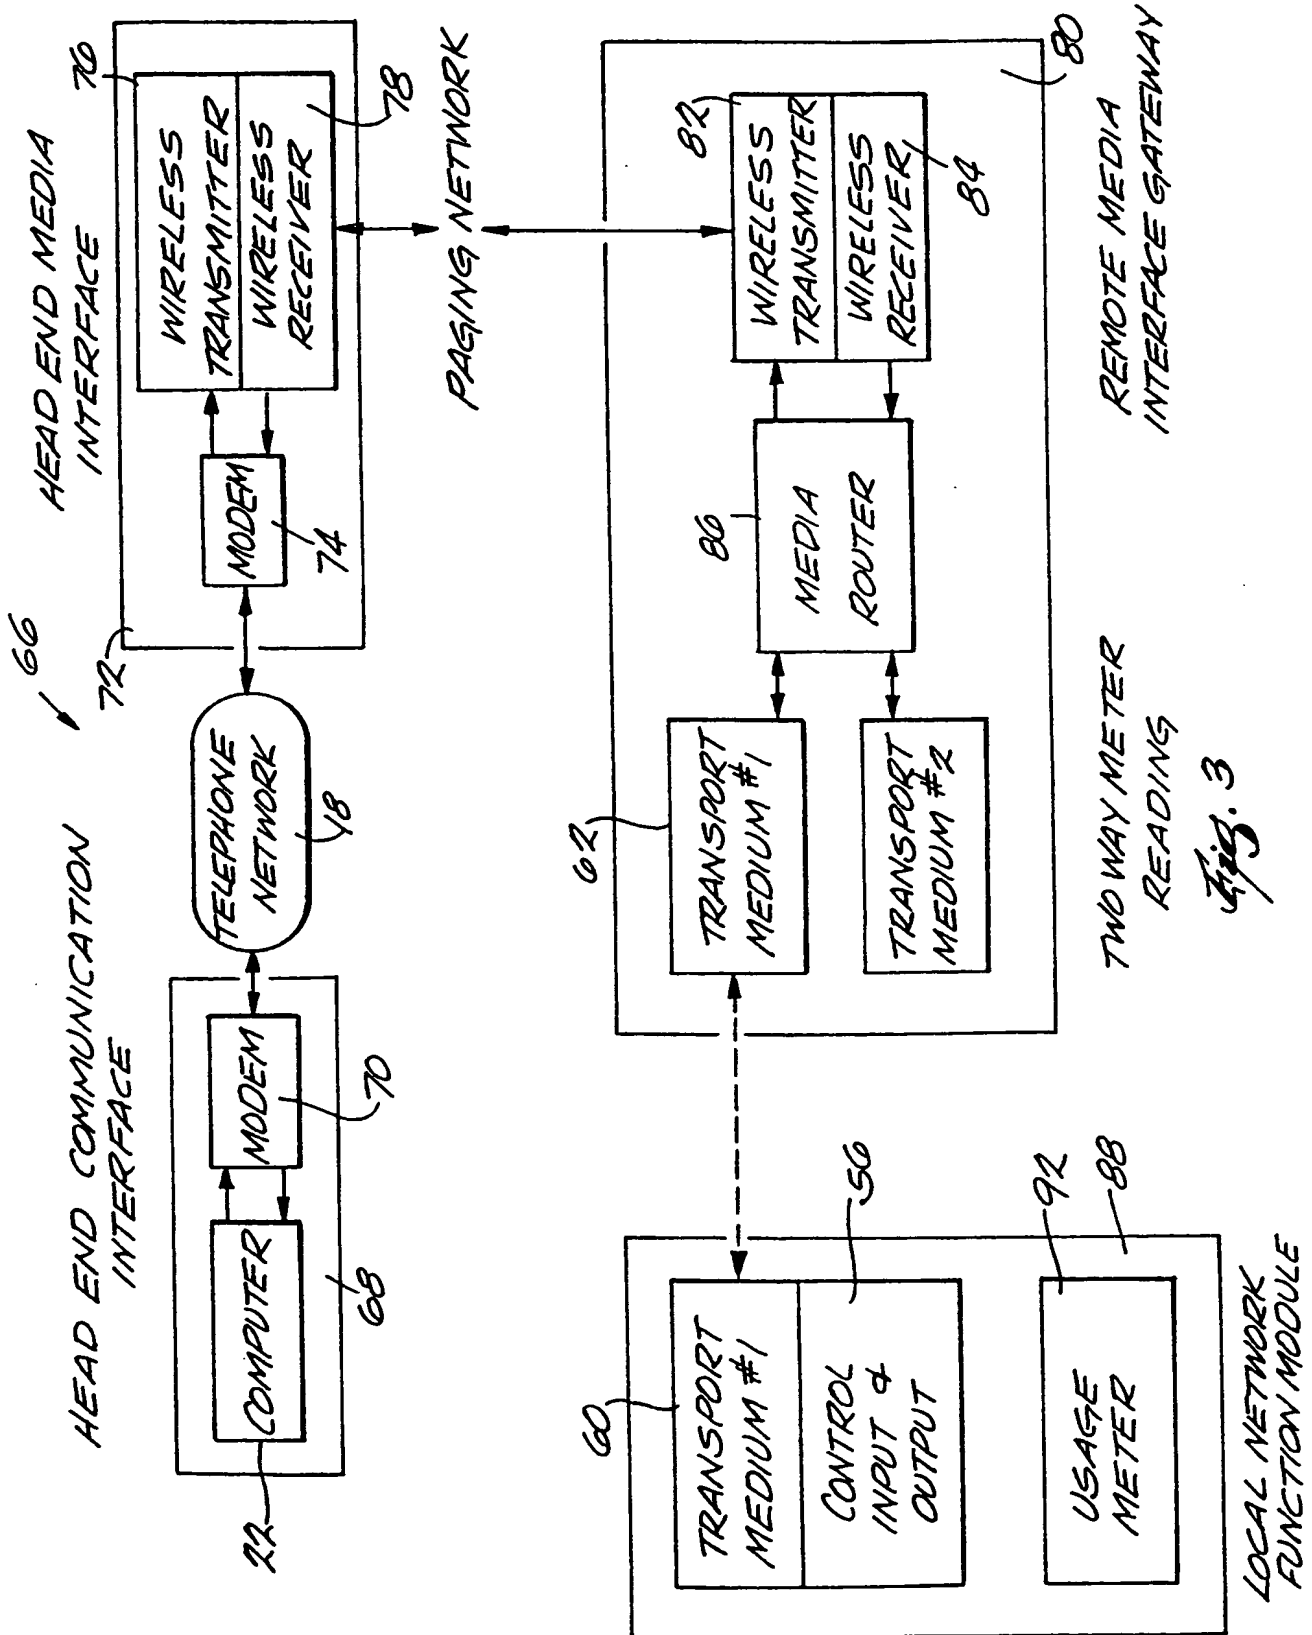 HEAD END COMMUNICATION
INTERFACE
66
HEAD END MEDIA
INTERFACE
22
COMPUTER
68
MODEM
70
TELEPHONE
NETWORK
18
72
MODEM
74
76
WIRELESS
TRANSMITTER
WIRELESS
RECEIVER
78
PAGING NETWORK
60
TRANSPORT
MEDIUM #1
CONTROL
INPUT &
OUTPUT
56
USAGE
METER
92
88
LOCAL NETWORK
FUNCTION MODULE
62
TRANSPORT
MEDIUM #1
TRANSPORT
MEDIUM #2
86
MEDIA
ROUTER
82
WIRELESS
TRANSMITTER
WIRELESS
RECEIVER
84
80
REMOTE MEDIA
INTERFACE GATEWAY
TWO WAY METER
READING
Fig. 3